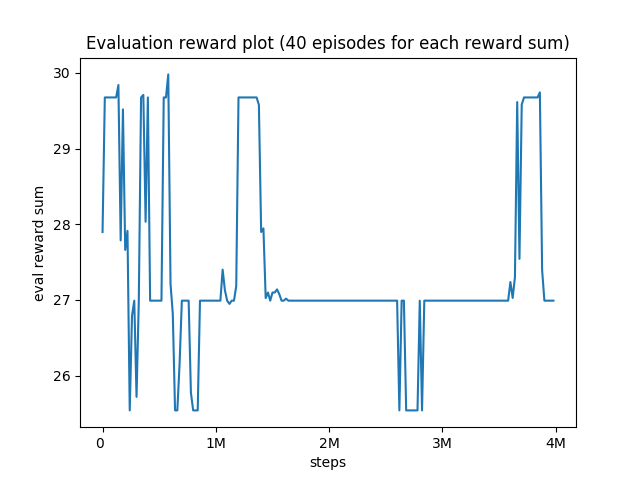 Evaluation reward plot (40 episodes for each reward sum)
30
29
28
27
26
eval reward sum
0
1M
2M
3M
4M
steps